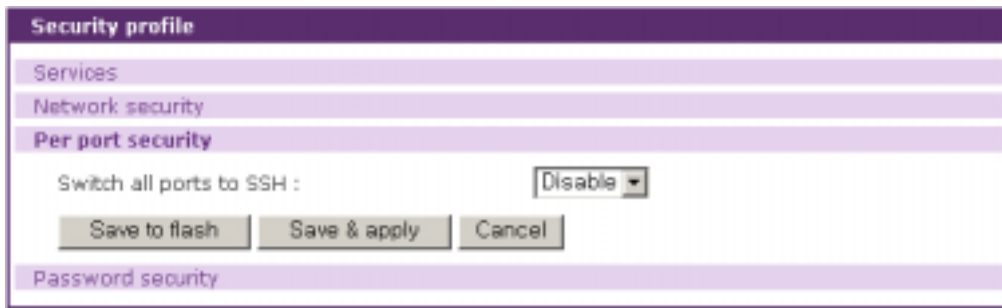 Security profile
Services
Network security
Per port security
Switch all ports to SSH : Disable
Save to flash Save & apply Cancel
Password security